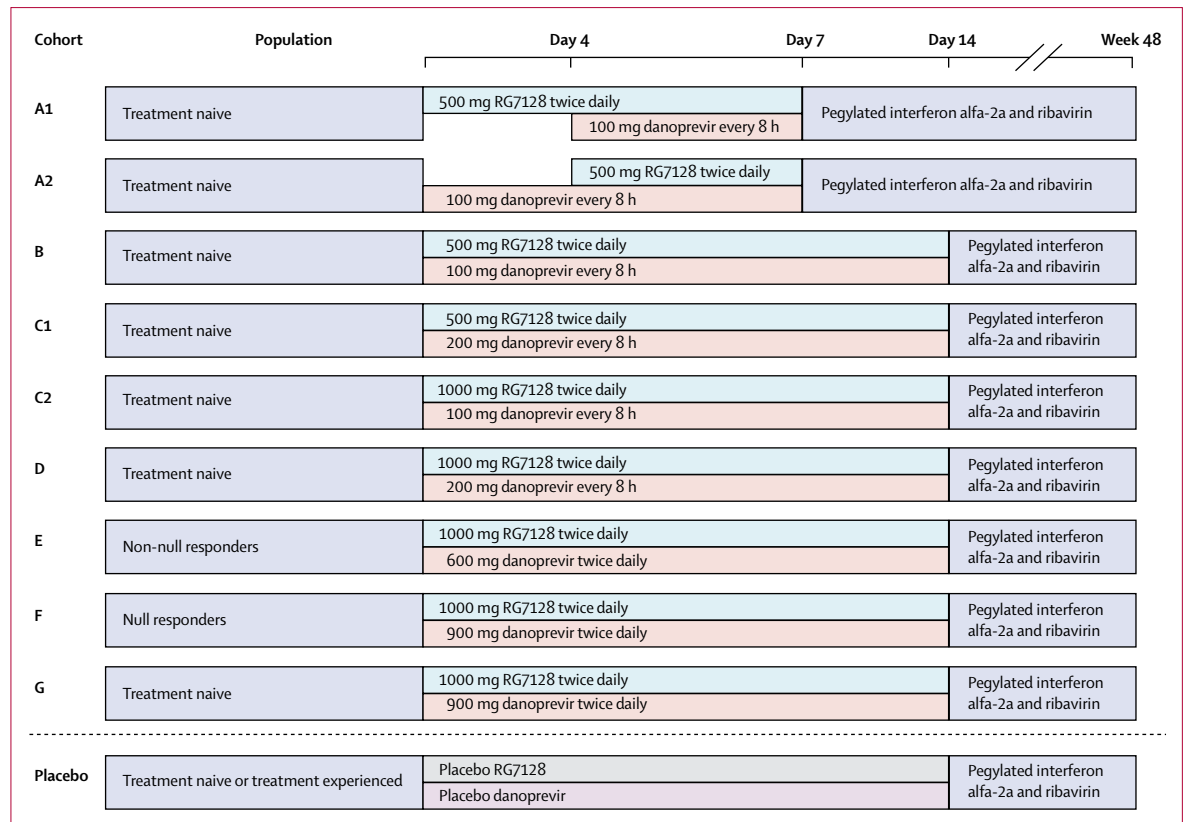 Cohort Population Day 4 Day 7 Day 14 Week 48
A1 Treatment naive 500 mg RG7128 twice daily Pegylated interferon alfa-2a and ribavirin
100 mg danoprevir every 8 h
A2 Treatment naive 500 mg RG7128 twice daily Pegylated interferon alfa-2a and ribavirin
100 mg danoprevir every 8 h
B Treatment naive 500 mg RG7128 twice daily Pegylated interferon
100 mg danoprevir every 8 h alfa-2a and ribavirin
C1 Treatment naive 500 mg RG7128 twice daily Pegylated interferon
200 mg danoprevir every 8 h alfa-2a and ribavirin
C2 Treatment naive 1000 mg RG7128 twice daily Pegylated interferon
100 mg danoprevir every 8 h alfa-2a and ribavirin
D Treatment naive 1000 mg RG7128 twice daily Pegylated interferon
200 mg danoprevir every 8 h alfa-2a and ribavirin
E Non-null responders 1000 mg RG7128 twice daily Pegylated interferon
600 mg danoprevir twice daily alfa-2a and ribavirin
F Null responders 1000 mg RG7128 twice daily Pegylated interferon
900 mg danoprevir twice daily alfa-2a and ribavirin
G Treatment naive 1000 mg RG7128 twice daily Pegylated interferon
900 mg danoprevir twice daily alfa-2a and ribavirin
Placebo Treatment naive or treatment experienced Placebo RG7128 Pegylated interferon
Placebo danoprevir alfa-2a and ribavirin